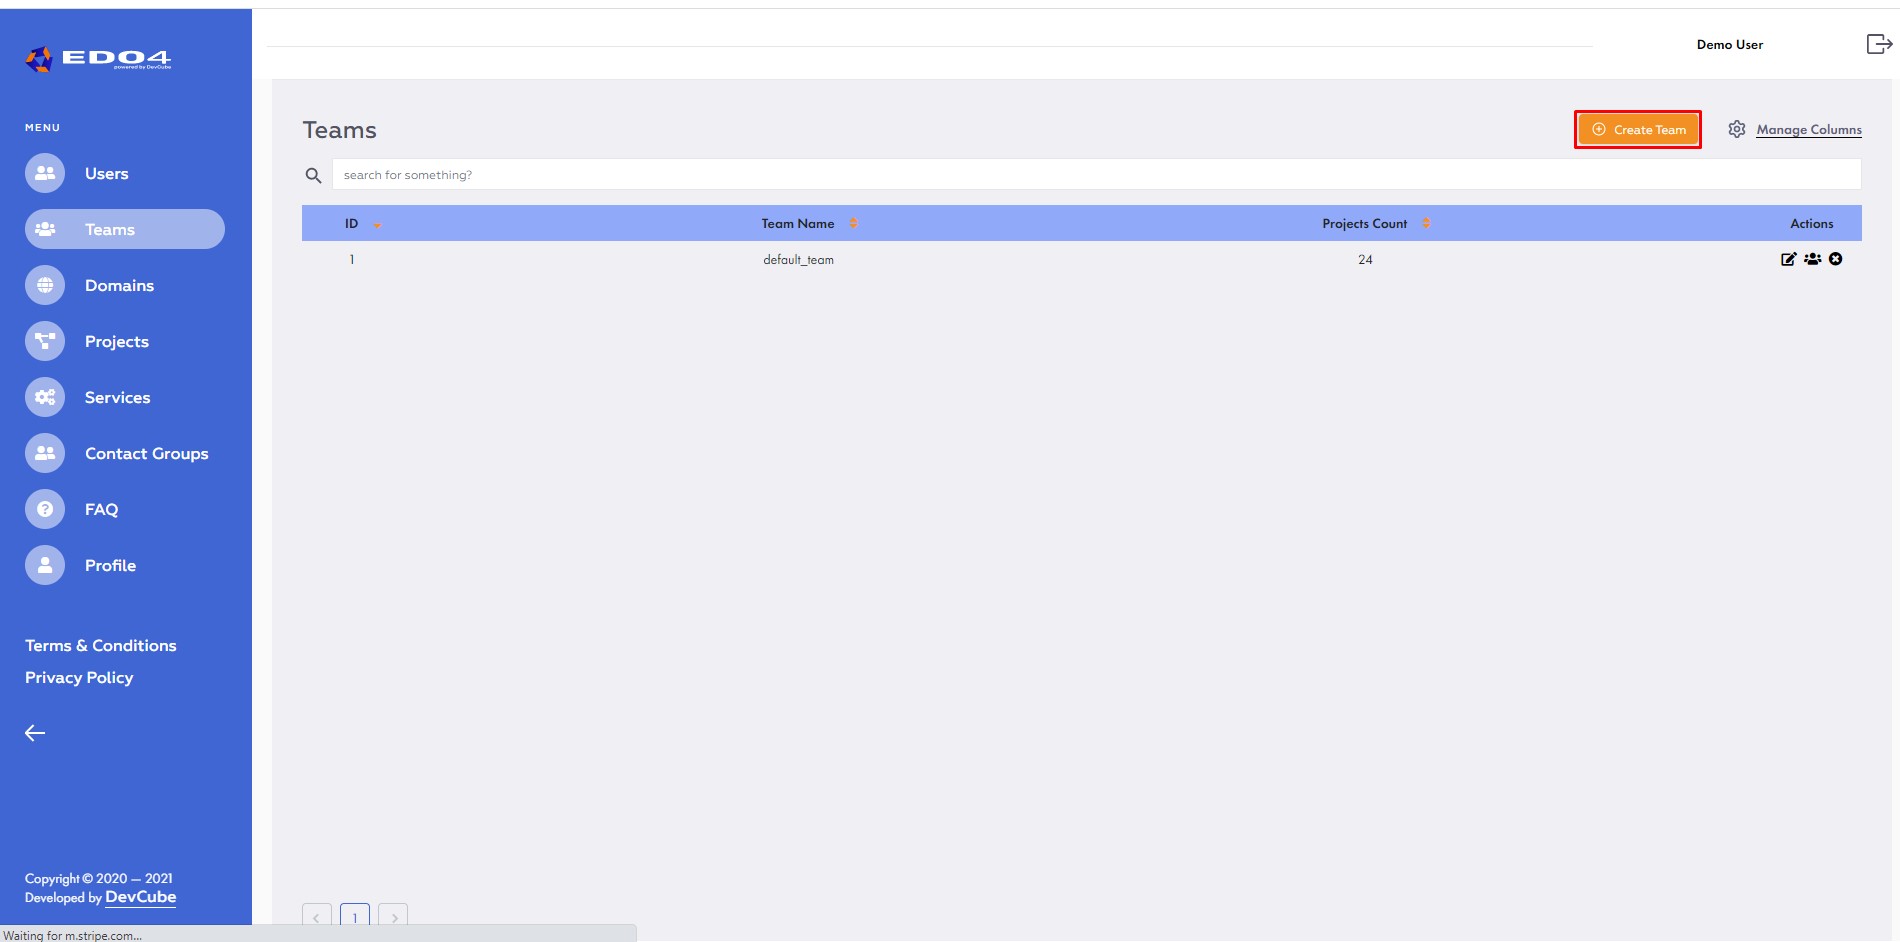 EDO4
powered by DevCube
Demo User
MENU
Users
Teams
Domains
Projects
Services
Contact Groups
FAQ
Profile
Terms & Conditions
Privacy Policy
Copyright © 2020 — 2021
Developed by DevCube
Teams
Create Team
Manage Columns
search for something?
ID Team Name Projects Count Actions
1 default_team 24
1
Waiting for m.stripe.com...